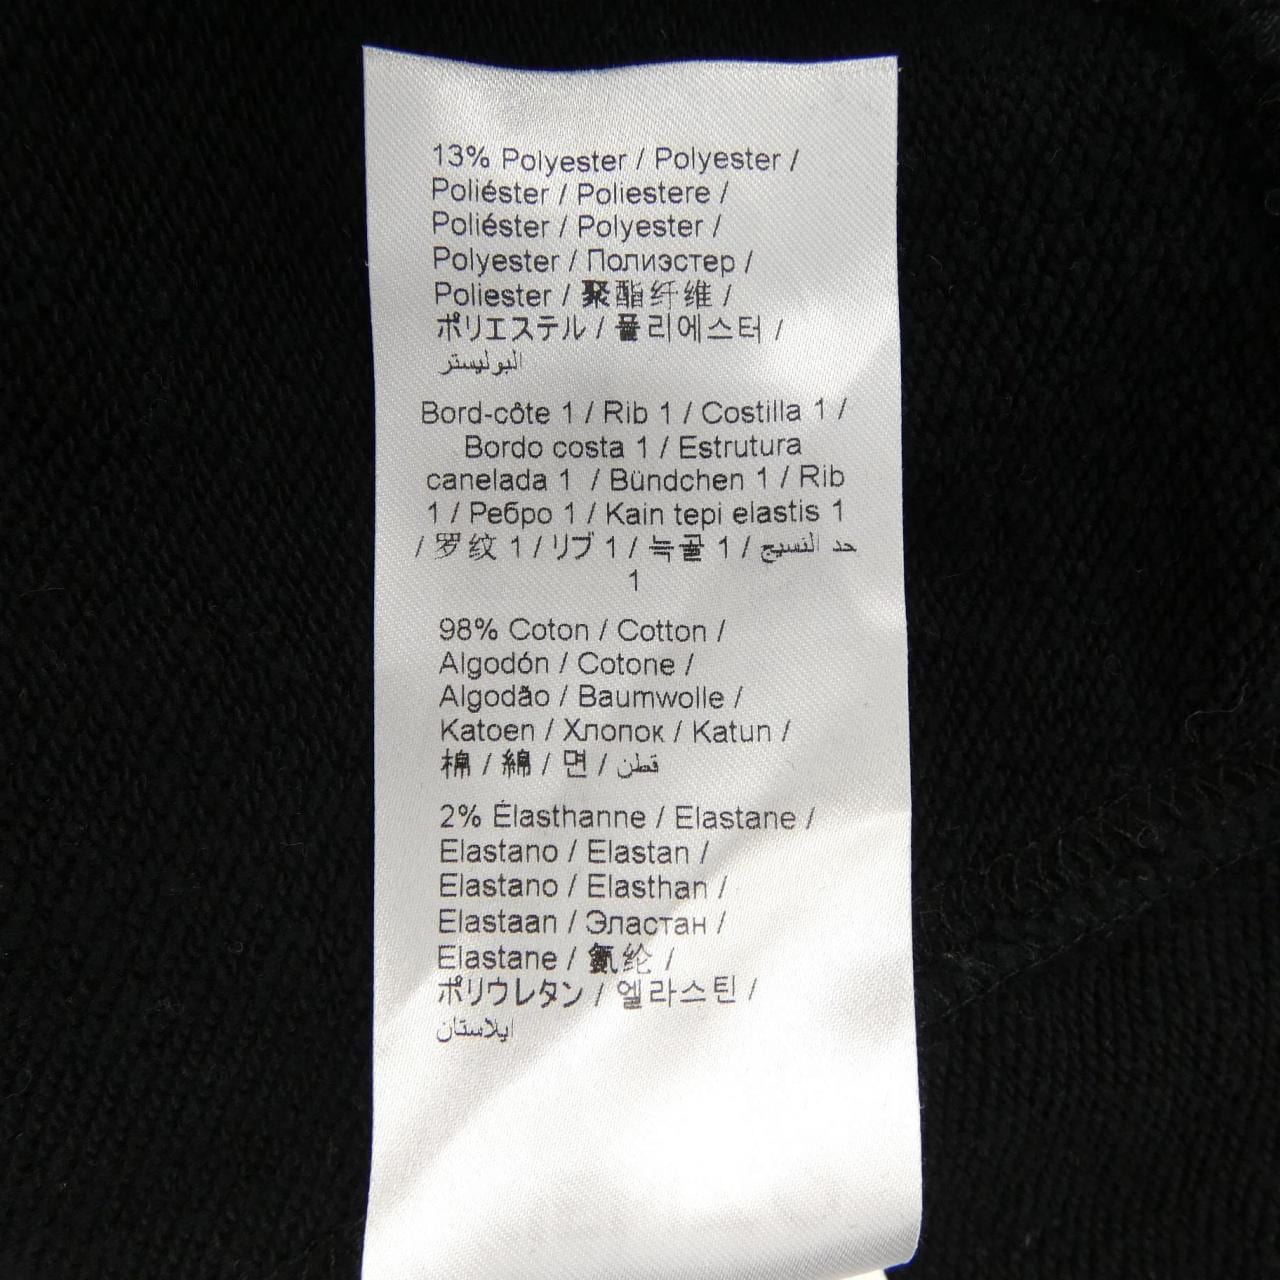 13% Polyester / Polyester /
Poliéster / Poliestere /
Poliéster / Polyester /
Polyester / Полиэстер /
Poliester / 聚酯纤维 /
ポリエステル / 폴리에스터 /
البوليستر
Bord-côte 1 / Rib 1 / Costilla 1 /
Bordo costa 1 / Estrutura
canelada 1 / Bündchen 1 / Rib
1 / Ребро 1 / Kain tepi elastis 1
/ 罗纹 1 / リブ 1 / 늑골 1 / حد النسيج
1
98% Coton / Cotton /
Algodón / Cotone /
Algodão / Baumwolle /
Katoen / Хлопок / Katun /
棉 / 綿 / 면 / قطن
2% Élasthanne / Elastane /
Elastano / Elastan /
Elastano / Elasthan /
Elastaan / Эластан /
Elastane / 氨纶 /
ポリウレタン / 엘라스틴 /
ايلاستان